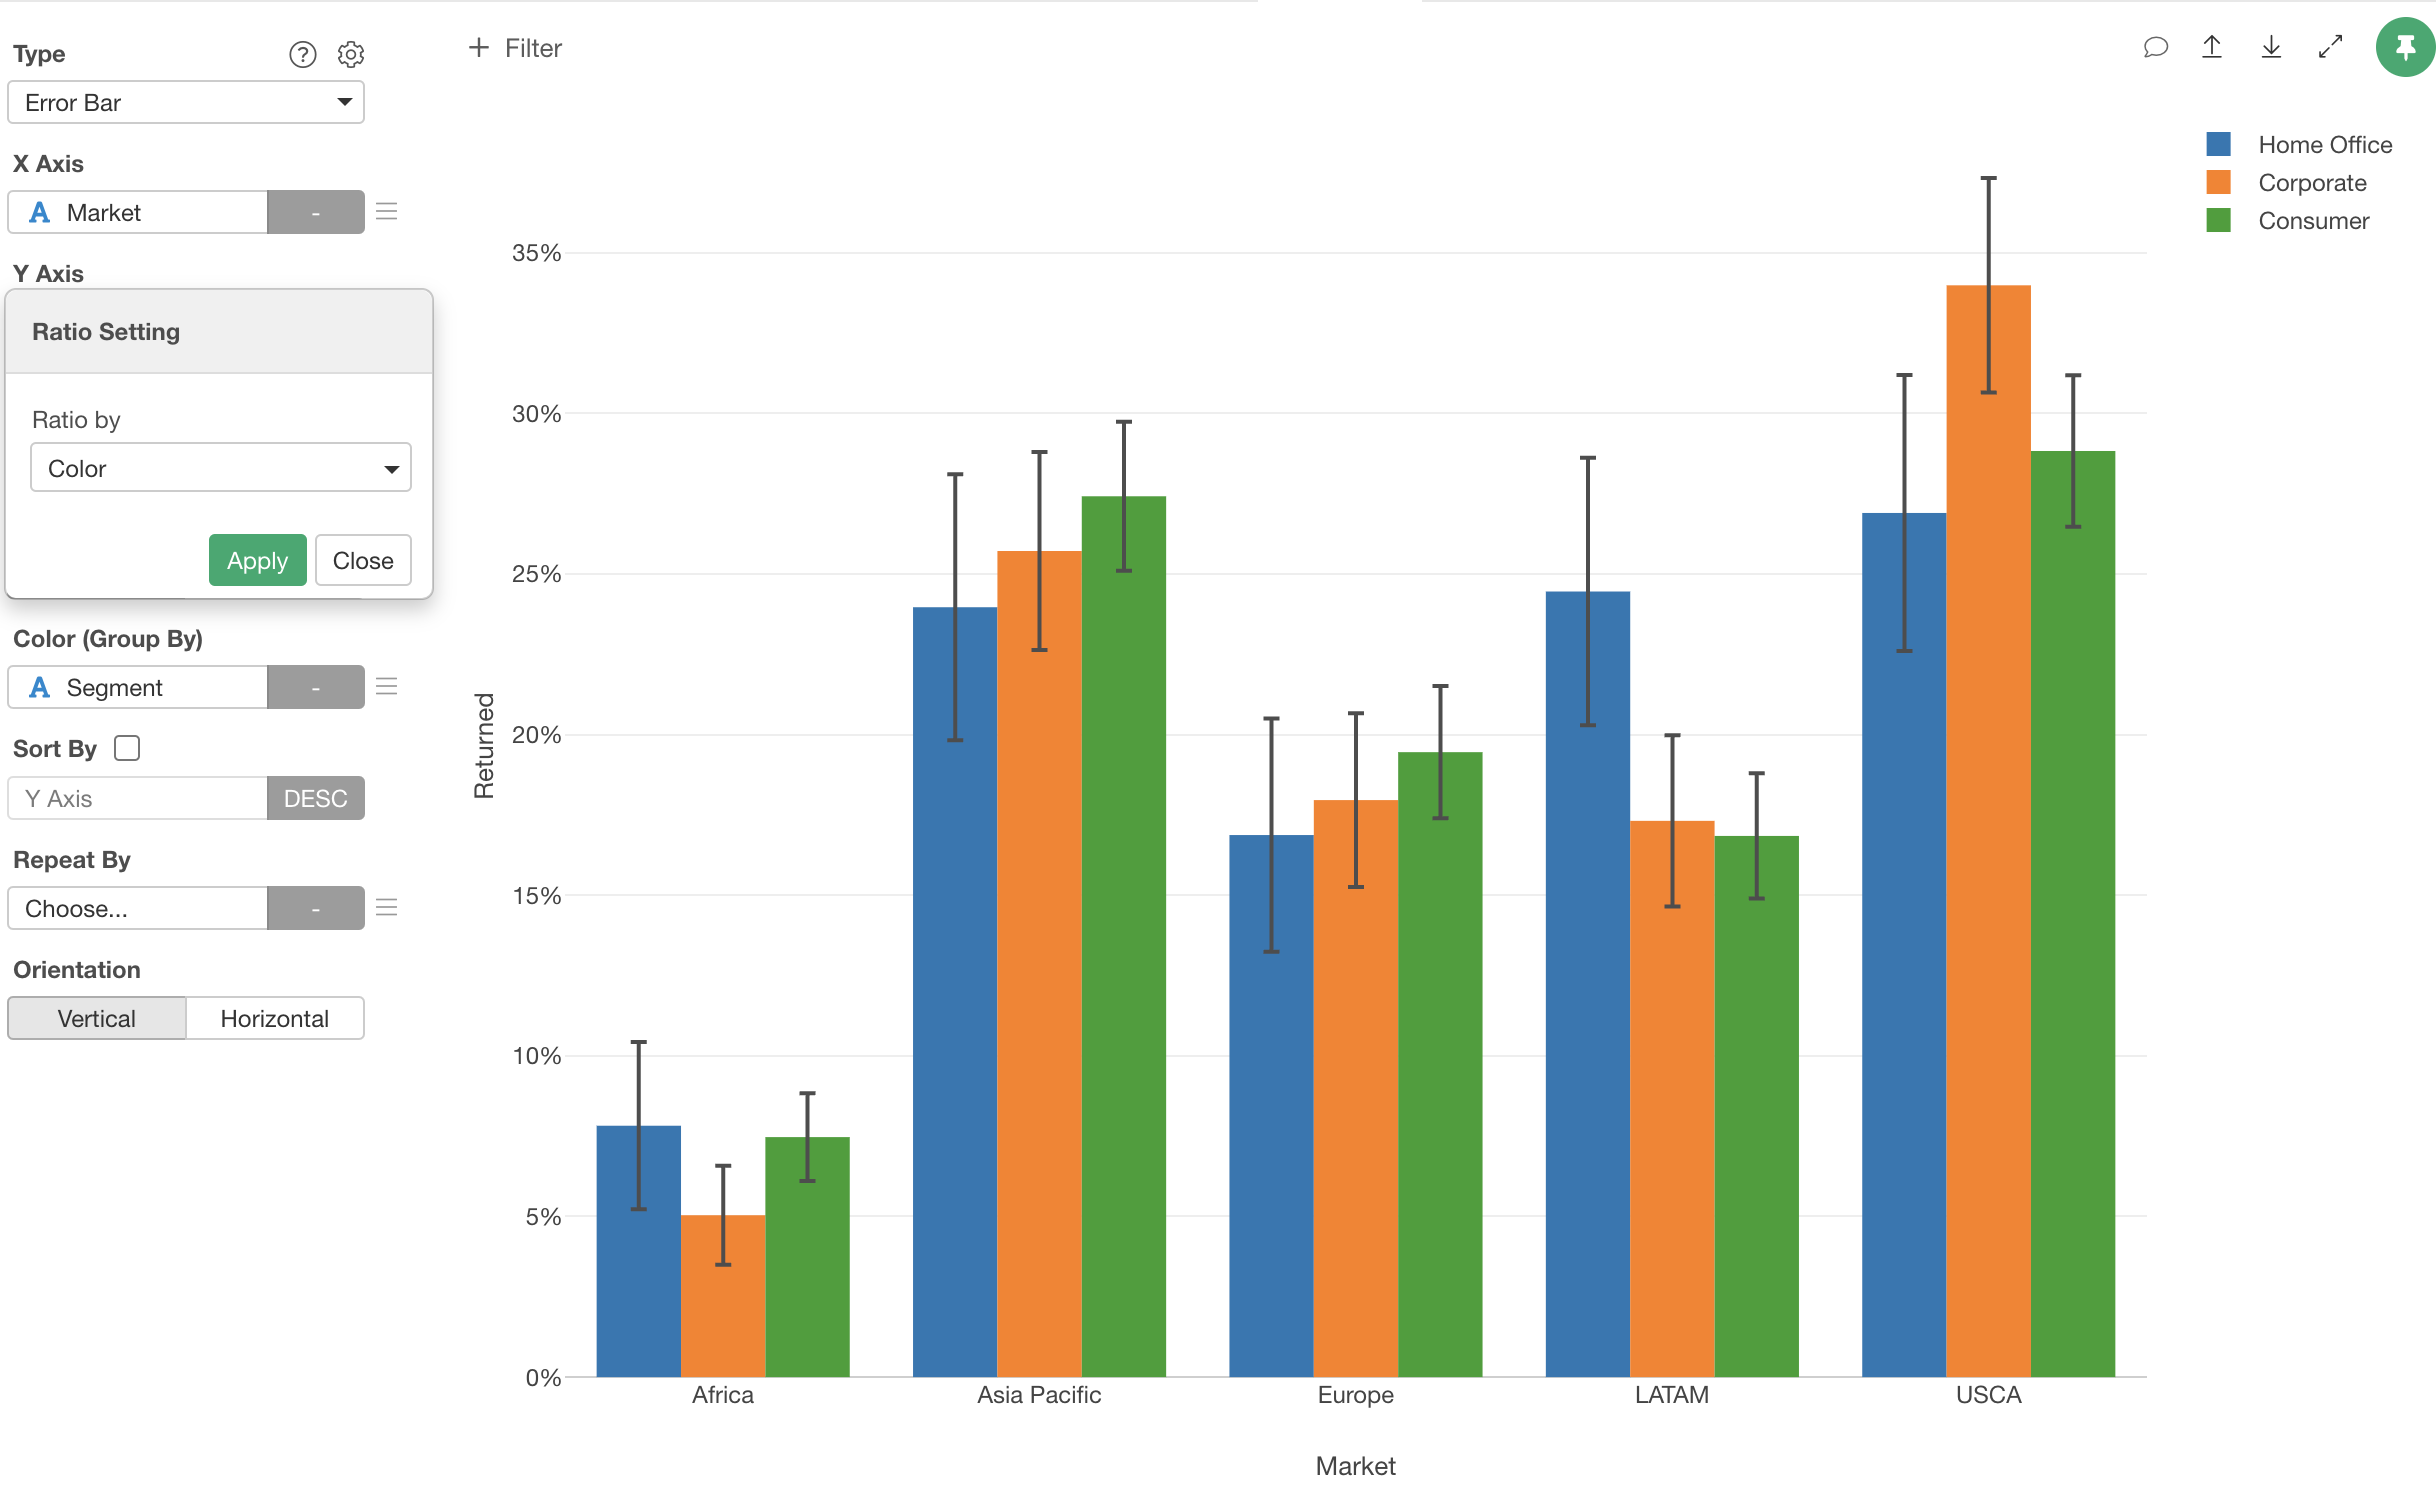 Type
Error Bar
X Axis
A Market -
Y Axis
Ratio Setting
Ratio by
Color
Apply Close
Color (Group By)
A Segment -
Sort By
Y Axis DESC
Repeat By
Choose... -
Orientation
Vertical Horizontal
+ Filter
Home Office
Corporate
Consumer
35%
30%
25%
20%
15%
10%
5%
0%
Returned
Africa Asia Pacific Europe LATAM USCA
Market